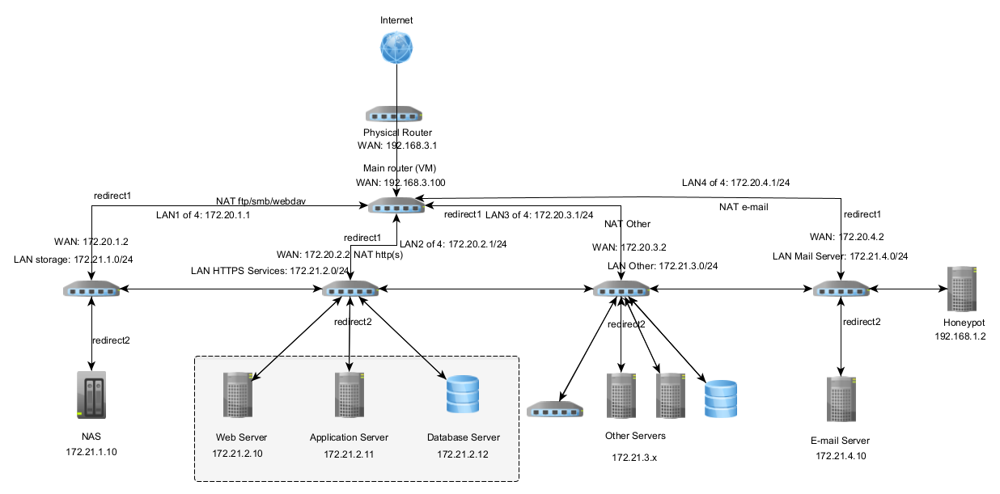 Internet
Physical Router
WAN: 192.168.3.1
Main router (VM)
WAN: 192.168.3.100
LAN4 of 4: 172.20.4.1/24
redirect1
NAT ftp/smb/webdav
NAT e-mail
LAN1 of 4: 172.20.1.1
redirect1
LAN3 of 4: 172.20.3.1/24
redirect1
NAT Other
redirect1
LAN2 of 4: 172.20.2.1/24
WAN: 172.20.1.2
WAN: 172.20.3.2
WAN: 172.20.4.2
WAN: 172.20.2.2
NAT http(s)
LAN storage: 172.21.1.0/24
LAN Mail Server: 172.21.4.0/24
LAN HTTPS Services: 172.21.2.0/24
LAN Other: 172.21.3.0/24
Honeypot
192.168.1.2
redirect2
redirect2
redirect2
redirect2
NAS
172.21.1.10
Web Server
172.21.2.10
Application Server
172.21.2.11
Database Server
172.21.2.12
Other Servers
172.21.3.x
E-mail Server
172.21.4.10